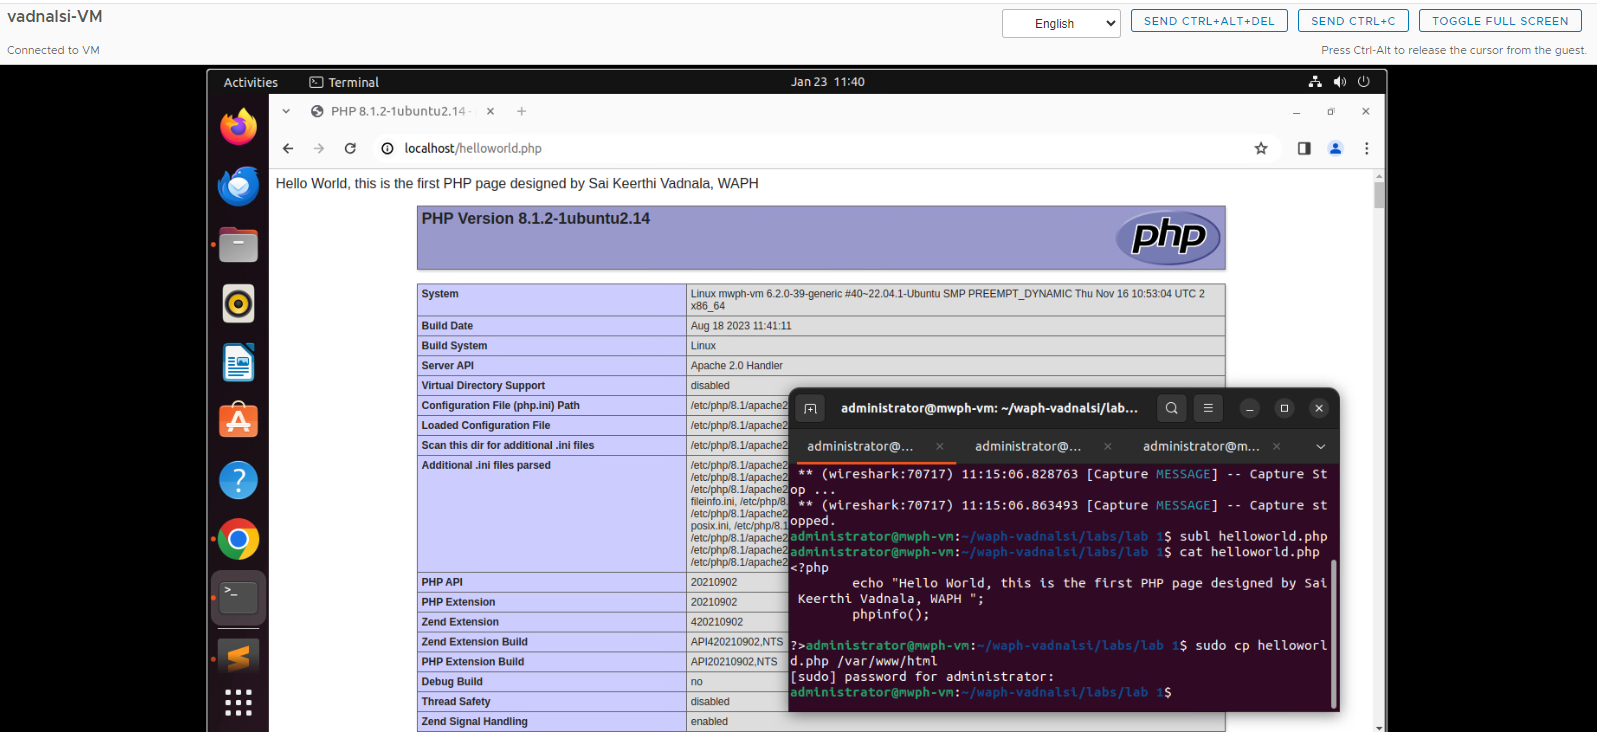 vadnalsi-VM
English
SEND CTRL+ALT+DEL
SEND CTRL+C
TOGGLE FULL SCREEN
Connected to VM
Press Ctrl-Alt to release the cursor from the guest.
Activities
Terminal
Jan 23 11:40
PHP 8.1.2-1ubuntu2.14 -
localhost/helloworld.php
Hello World, this is the first PHP page designed by Sai Keerthi Vadnala, WAPH
PHP Version 8.1.2-1ubuntu2.14
php
System
Linux mwph-vm 6.2.0-39-generic #40~22.04.1-Ubuntu SMP PREEMPT_DYNAMIC Thu Nov 16 10:53:04 UTC 2
x86_64
Build Date
Aug 18 2023 11:41:11
Build System
Linux
Server API
Apache 2.0 Handler
Virtual Directory Support
disabled
Configuration File (php.ini) Path
/etc/php/8.1/apache2
Loaded Configuration File
/etc/php/8.1/apache2
Scan this dir for additional .ini files
/etc/php/8.1/apache2
Additional .ini files parsed
/etc/php/8.1/apache2
/etc/php/8.1/apache2
/etc/php/8.1/apache2
fileinfo.ini, /etc/php/8.
/etc/php/8.1/apache2
posix.ini, /etc/php/8.1
/etc/php/8.1/apache2
/etc/php/8.1/apache2
/etc/php/8.1/apache2
PHP API
20210902
PHP Extension
20210902
Zend Extension
420210902
Zend Extension Build
API420210902,NTS
PHP Extension Build
API20210902,NTS
Debug Build
no
Thread Safety
disabled
Zend Signal Handling
enabled
administrator@mwph-vm: ~/waph-vadnalsi/lab...
administrator@...
administrator@...
administrator@m...
** (wireshark:70717) 11:15:06.828763 [Capture MESSAGE] -- Capture St
op ...
** (wireshark:70717) 11:15:06.863493 [Capture MESSAGE] -- Capture st
opped.
administrator@mwph-vm:~/waph-vadnalsi/labs/lab 1$ subl helloworld.php
administrator@mwph-vm:~/waph-vadnalsi/labs/lab 1$ cat helloworld.php
<?php
echo "Hello World, this is the first PHP page designed by Sai
Keerthi Vadnala, WAPH ";
phpinfo();
?>administrator@mwph-vm:~/waph-vadnalsi/labs/lab 1$ sudo cp helloworl
d.php /var/www/html
[sudo] password for administrator:
administrator@mwph-vm:~/waph-vadnalsi/labs/lab 1$